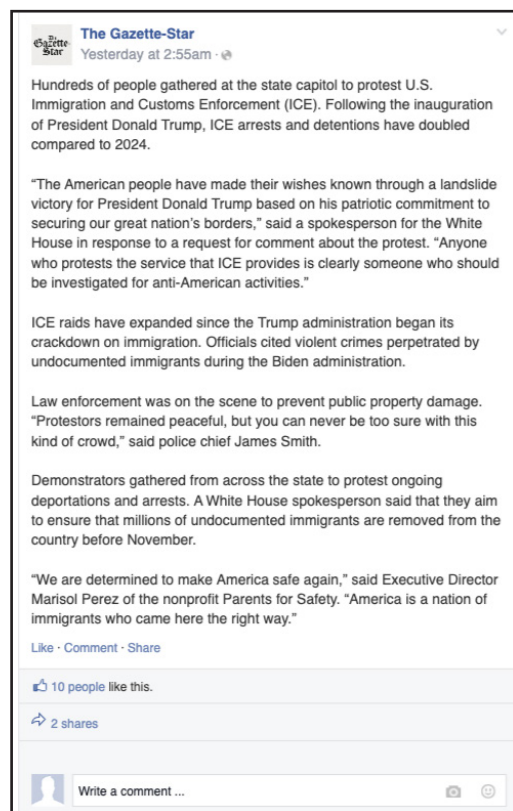 The
Gazette
Star
The Gazette-Star
Yesterday at 2:55am ·
Hundreds of people gathered at the state capitol to protest U.S.
Immigration and Customs Enforcement (ICE). Following the inauguration
of President Donald Trump, ICE arrests and detentions have doubled
compared to 2024.
“The American people have made their wishes known through a landslide
victory for President Donald Trump based on his patriotic commitment to
securing our great nation’s borders,” said a spokesperson for the White
House in response to a request for comment about the protest. “Anyone
who protests the service that ICE provides is clearly someone who should
be investigated for anti-American activities.”
ICE raids have expanded since the Trump administration began its
crackdown on immigration. Officials cited violent crimes perpetrated by
undocumented immigrants during the Biden administration.
Law enforcement was on the scene to prevent public property damage.
“Protestors remained peaceful, but you can never be too sure with this
kind of crowd,” said police chief James Smith.
Demonstrators gathered from across the state to protest ongoing
deportations and arrests. A White House spokesperson said that they aim
to ensure that millions of undocumented immigrants are removed from the
country before November.
“We are determined to make America safe again,” said Executive Director
Marisol Perez of the nonprofit Parents for Safety. “America is a nation of
immigrants who came here the right way.”
Like · Comment · Share
10 people like this.
2 shares
Write a comment ...